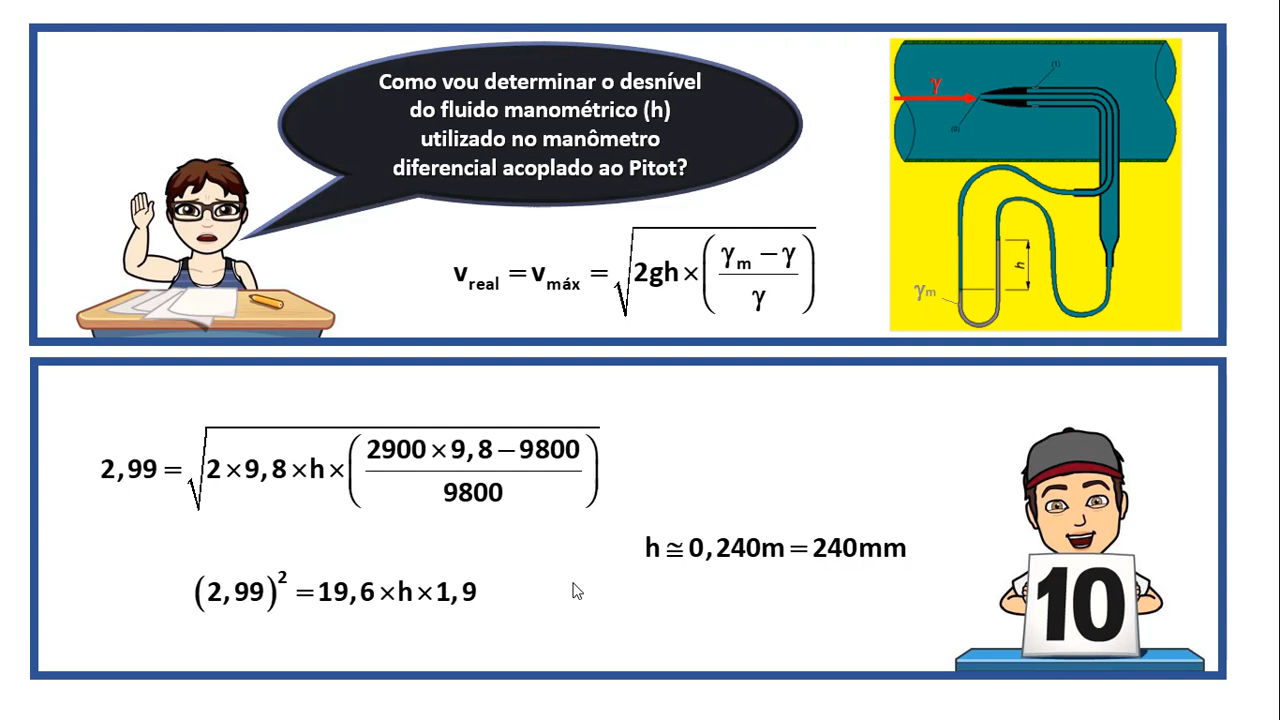 Como vou determinar o desnível
do fluido manométrico (h)
utilizado no manômetro
diferencial acoplado ao Pitot?
v_real = v_máx = √(2gh × ((γ_m − γ) / γ))
γ
(1)
(0)
h
γ_m
2,99 = √(2 × 9,8 × h × ((2900 × 9,8 − 9800) / 9800))
(2,99)² = 19,6 × h × 1,9
h ≅ 0,240m = 240mm
10